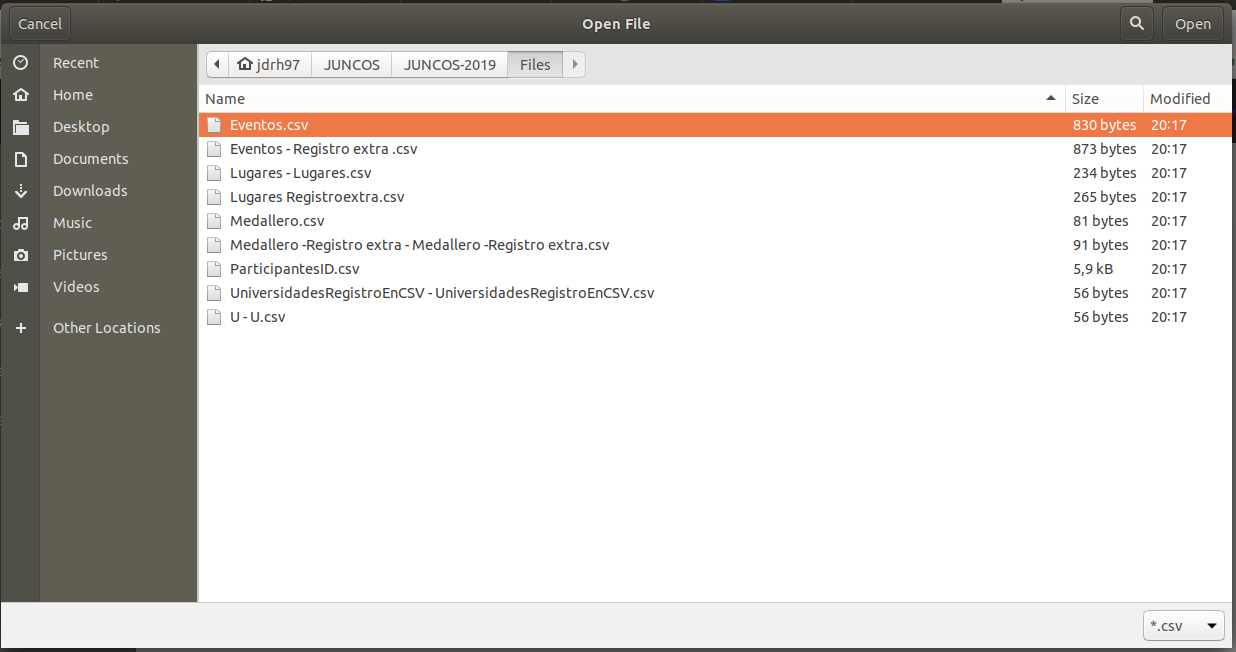 Cancel Open File Open
Recent
Home
Desktop
Documents
Downloads
Music
Pictures
Videos
Other Locations
jdrh97 JUNCOS JUNCOS-2019 Files
Name Size Modified
Eventos.csv 830 bytes 20:17
Eventos - Registro extra .csv 873 bytes 20:17
Lugares - Lugares.csv 234 bytes 20:17
Lugares Registroextra.csv 265 bytes 20:17
Medallero.csv 81 bytes 20:17
Medallero -Registro extra - Medallero -Registro extra.csv 91 bytes 20:17
ParticipantesID.csv 5,9 kB 20:17
UniversidadesRegistroEnCSV - UniversidadesRegistroEnCSV.csv 56 bytes 20:17
U - U.csv 56 bytes 20:17
*.csv